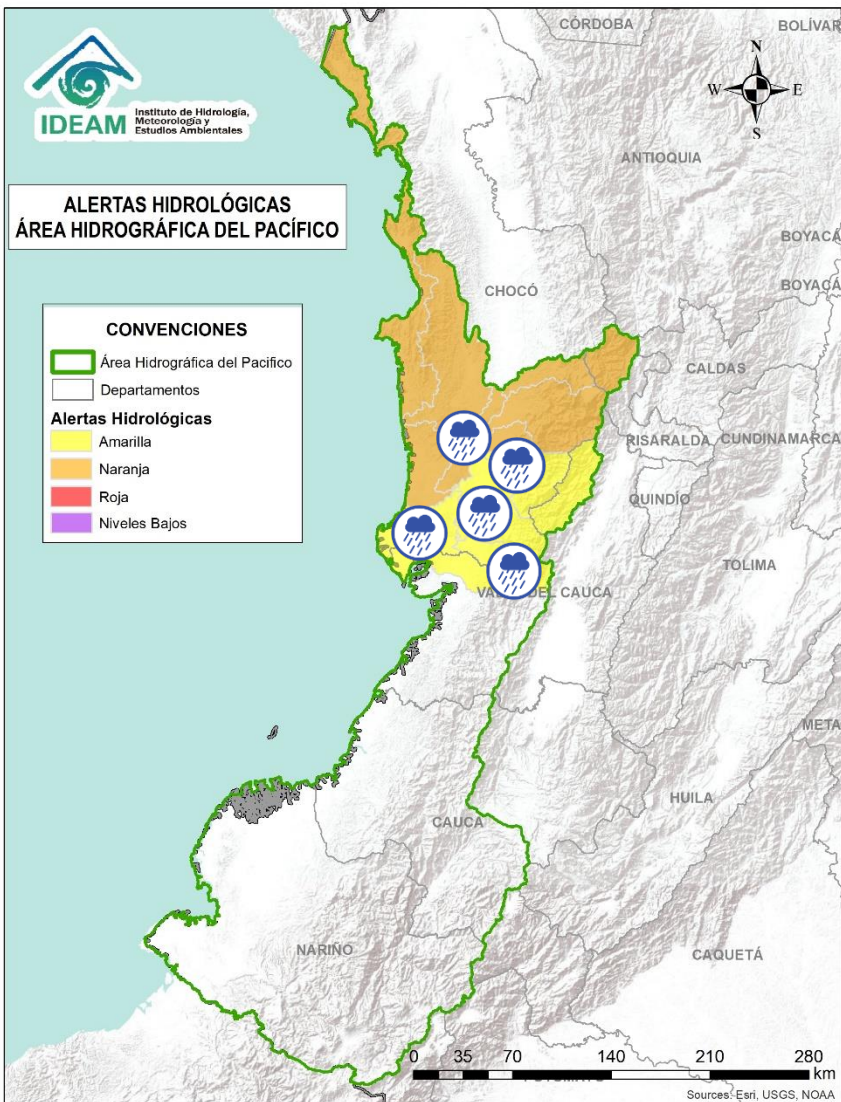 CÓRDOBA
BOLÍVAR
N
W
E
S
IDEAM
Instituto de Hidrología,
Meteorología y
Estudios Ambientales
ANTIOQUIA
ALERTAS HIDROLÓGICAS
ÁREA HIDROGRÁFICA DEL PACÍFICO
BOYACÁ
BOYACÁ
CHOCÓ
CONVENCIONES
Área Hidrográfica del Pacifico
Departamentos
Alertas Hidrológicas
Amarilla
Naranja
Roja
Niveles Bajos
CALDAS
RISARALDA
CUNDINAMARCA
QUINDÍO
TOLIMA
DEL CAUCA
META
HUILA
CAUCA
NARIÑO
CAQUETÁ
0 35 70 140 210 280
km
Sources: Esri, USGS, NOAA